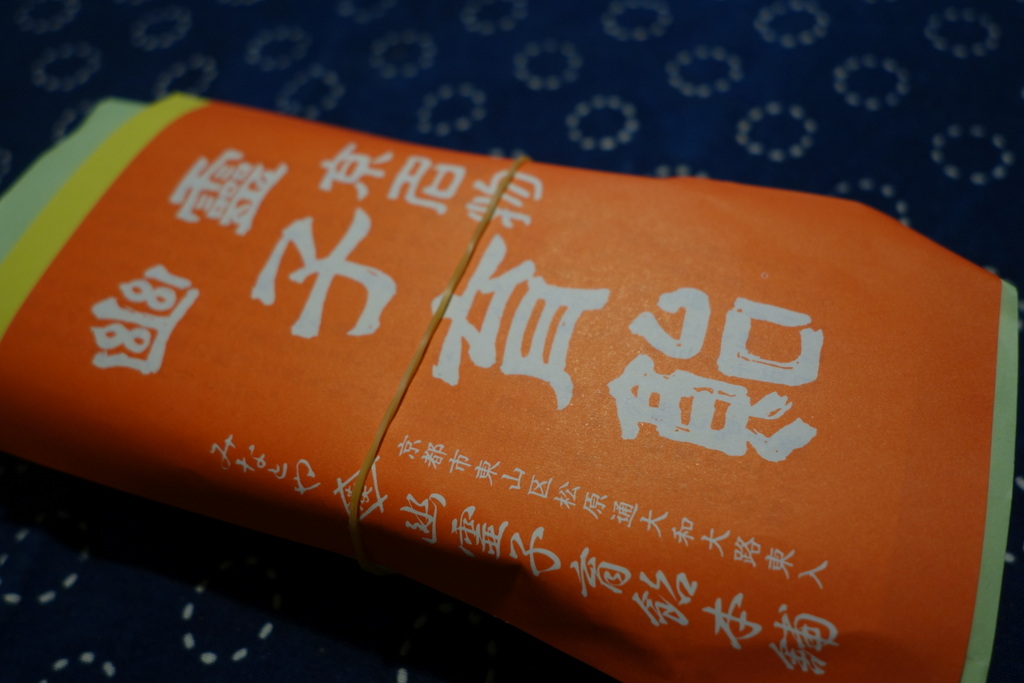 京名物
幽靈
子育飴
京都市東山区松原通大和大路東入
みなとや
幽霊子育飴本舗